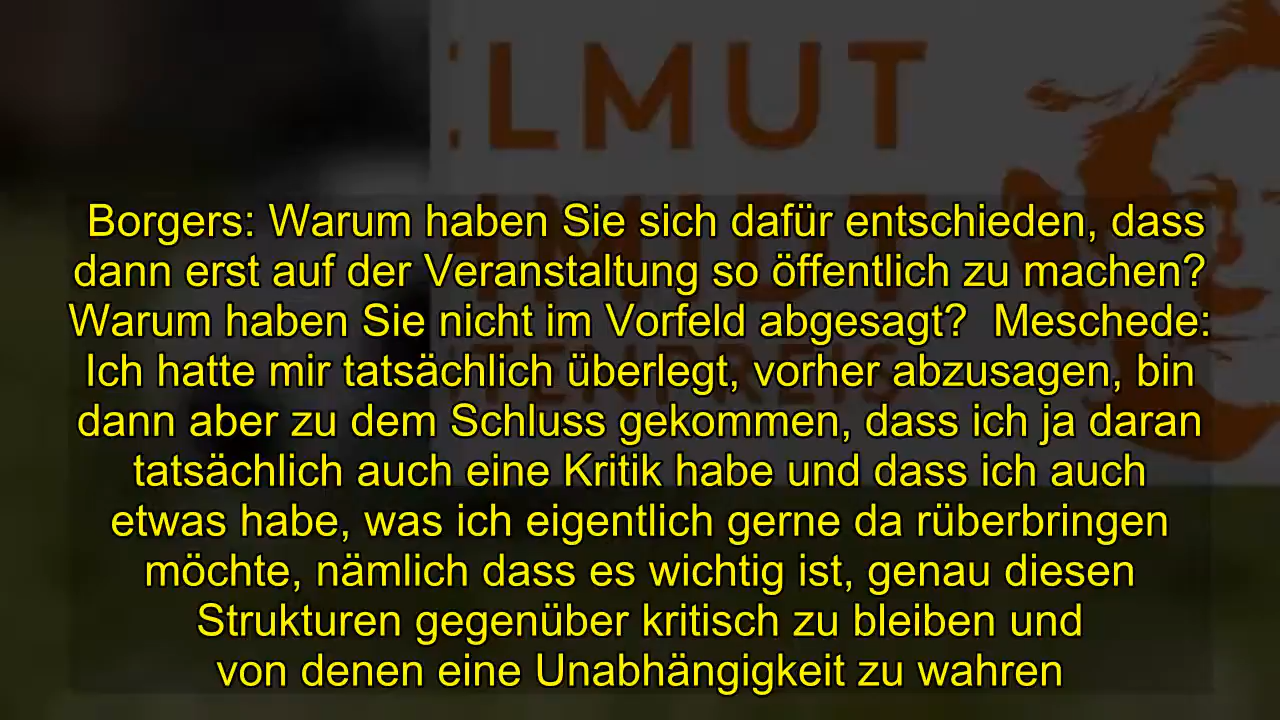 ELMUT
HMIDT
TENPREIS
Borgers: Warum haben Sie sich dafür entschieden, dass
dann erst auf der Veranstaltung so öffentlich zu machen?
Warum haben Sie nicht im Vorfeld abgesagt?  Meschede:
Ich hatte mir tatsächlich überlegt, vorher abzusagen, bin
dann aber zu dem Schluss gekommen, dass ich ja daran
tatsächlich auch eine Kritik habe und dass ich auch
etwas habe, was ich eigentlich gerne da rüberbringen
möchte, nämlich dass es wichtig ist, genau diesen
Strukturen gegenüber kritisch zu bleiben und
von denen eine Unabhängigkeit zu wahren